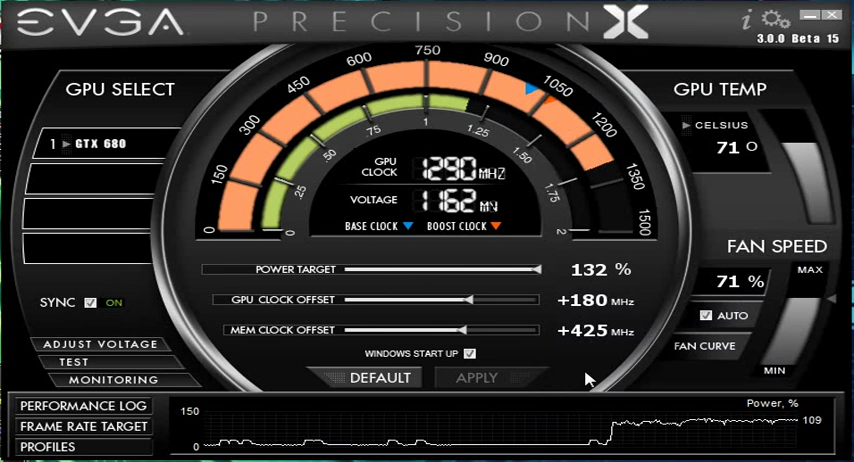 EVGA PRECISION X
i
3.0.0 Beta 15
GPU SELECT
1 GTX 680
SYNC ON
ADJUST VOLTAGE
TEST
MONITORING
0 150 300 450 600 750 900 1050 1200 1350 1500
0 .25 .50 .75 1 1.25 1.50 1.75 2
GPU CLOCK 1290 MHZ
VOLTAGE 1162 MV
BASE CLOCK BOOST CLOCK
POWER TARGET 132 %
GPU CLOCK OFFSET +180 MHz
MEM CLOCK OFFSET +425 MHz
WINDOWS START UP
DEFAULT APPLY
GPU TEMP
CELSIUS
71 O
FAN SPEED
MAX
71 %
AUTO
FAN CURVE
MIN
PERFORMANCE LOG
FRAME RATE TARGET
PROFILES
Power, %
150
109
0